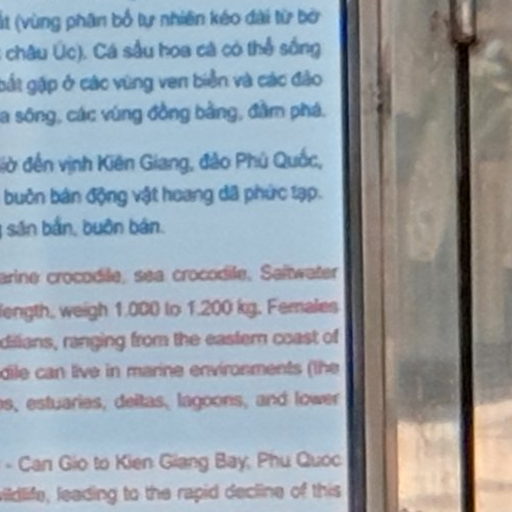 (vùng phân bố tự nhiên kéo dài từ bờ
châu Úc). Cá sấu hoa cà có thể sống
bắt gặp ở các vùng ven biển và các đảo
sông, các vùng đồng bằng, đầm phá.
đến vịnh Kiên Giang, đảo Phú Quốc,
buôn bán động vật hoang dã phức tạp.
săn bắn, buôn bán.
arine crocodile, sea crocodile, Saltwater
length, weigh 1.000 to 1.200 kg. Females
dilians, ranging from the eastern coast of
dile can live in marine environments (the
es, estuaries, deltas, lagoons, and lower
- Can Gio to Kien Giang Bay, Phu Quoc
wildlife, leading to the rapid decline of this